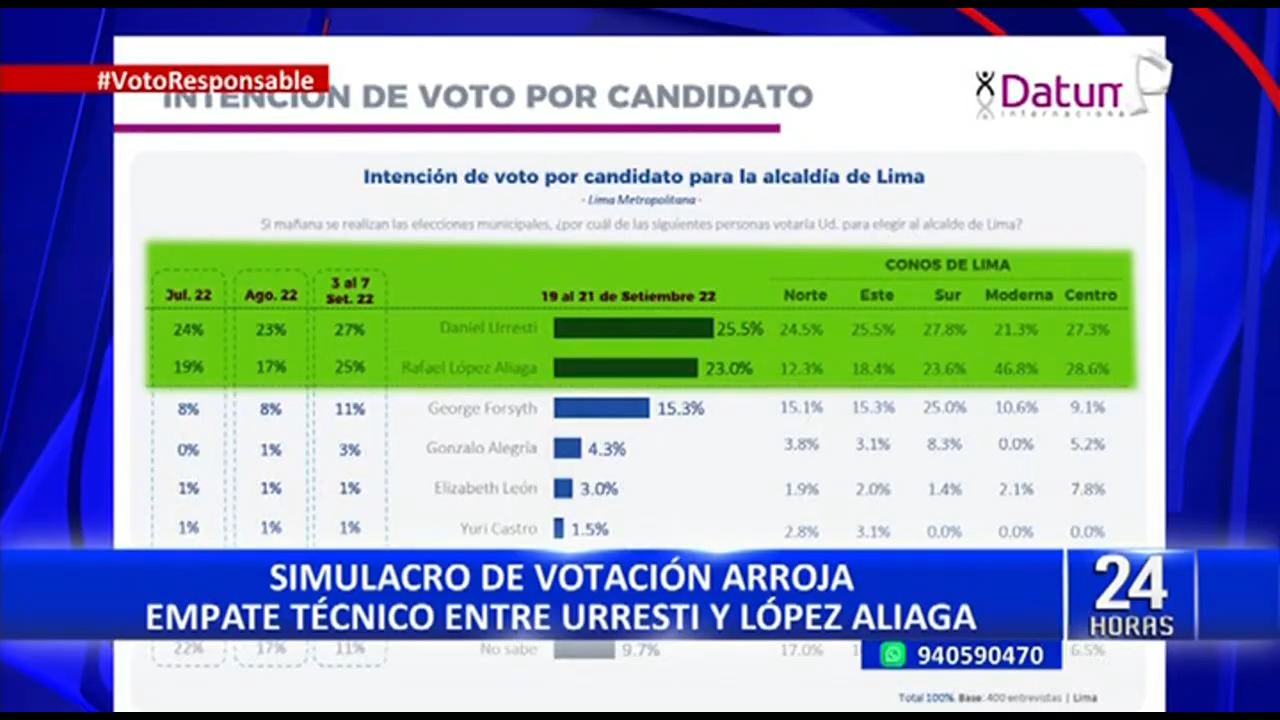 #VotoResponsable
INTENCIÓN DE VOTO POR CANDIDATO
Datum
Internacional
Intención de voto por candidato para la alcaldía de Lima
- Lima Metropolitana -
Si mañana se realizan las elecciones municipales, ¿por cuál de las siguientes personas votaría Ud. para elegir al alcalde de Lima?
CONOS DE LIMA
Jul. 22 Ago. 22 3 al 7 Set. 22 19 al 21 de Setiembre 22 Norte Este Sur Moderna Centro
24% 23% 27% Daniel Urresti 25.5% 24.5% 25.5% 27.8% 21.3% 27.3%
19% 17% 25% Rafael López Aliaga 23.0% 12.3% 18.4% 23.6% 46.8% 28.6%
8% 8% 11% George Forsyth 15.3% 15.1% 15.3% 25.0% 10.6% 9.1%
0% 1% 3% Gonzalo Alegría 4.3% 3.8% 3.1% 8.3% 0.0% 5.2%
1% 1% 1% Elizabeth León 3.0% 1.9% 2.0% 1.4% 2.1% 7.8%
1% 1% 1% Yuri Castro 1.5% 2.8% 3.1% 0.0% 0.0% 0.0%
SIMULACRO DE VOTACIÓN ARROJA
EMPATE TÉCNICO ENTRE URRESTI Y LÓPEZ ALIAGA
24
HORAS
22% 17% 11% No sabe 9.7% 17.0% 6.5%
940590470
Total 100%. Base: 400 entrevistas | Lima